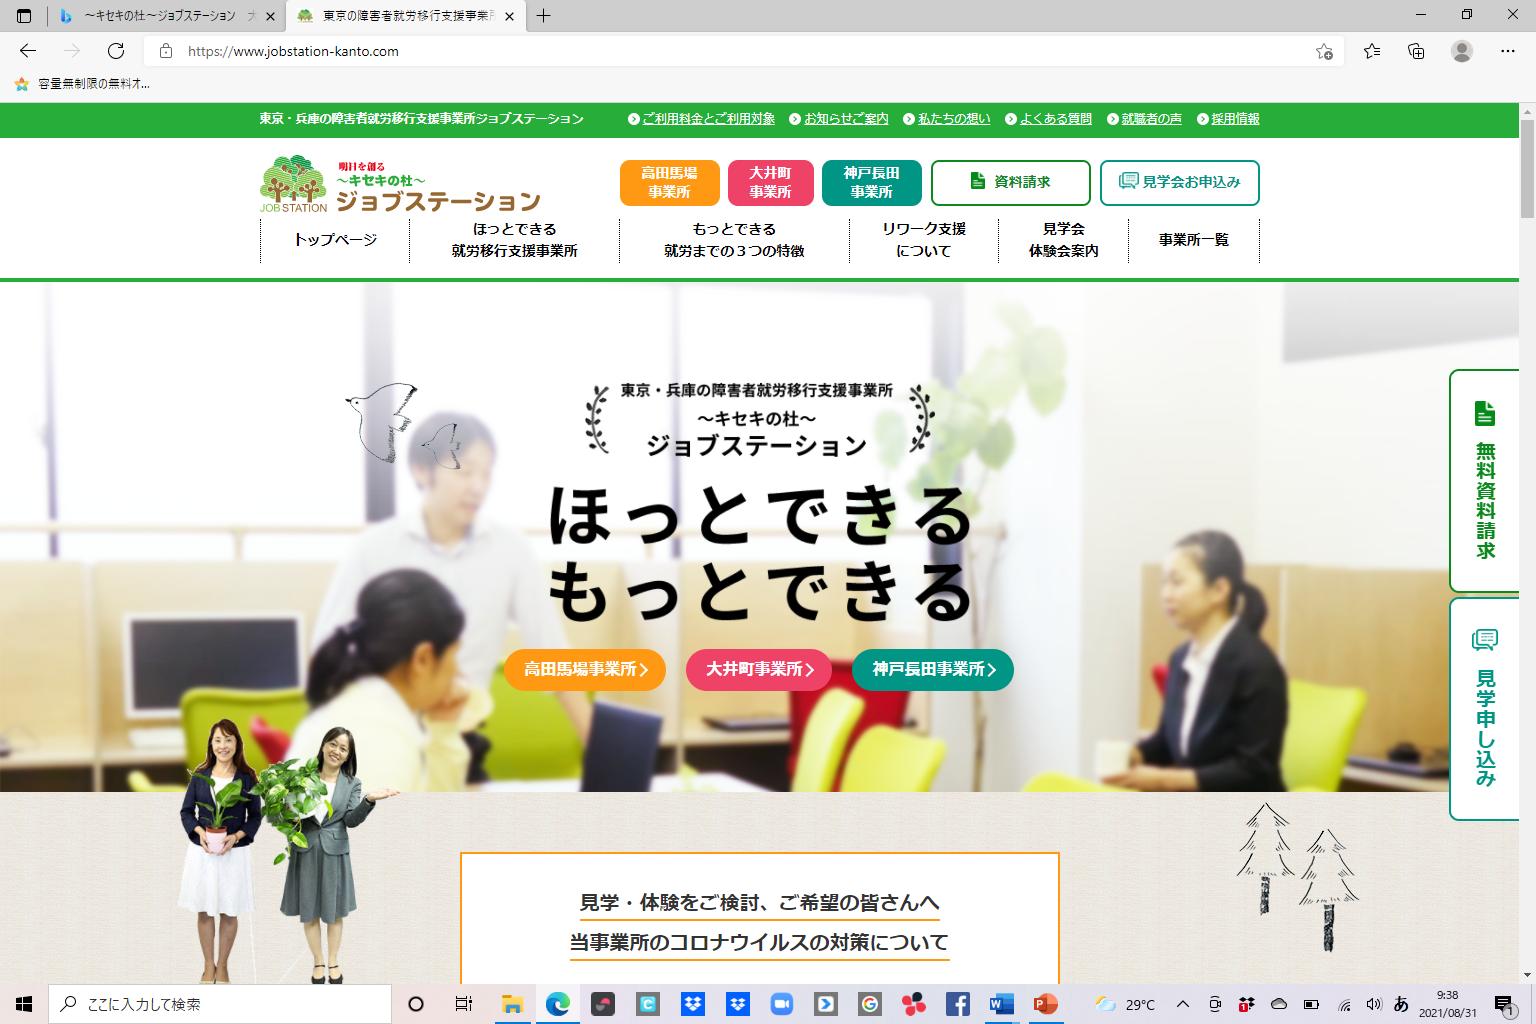 ～キセキの杜～ジョブステーション　大
東京の障害者就労移行支援事業所
https://www.jobstation-kanto.com
容量無制限の無料オ...
東京・兵庫の障害者就労移行支援事業所ジョブステーション
ご利用料金とご利用対象
お知らせご案内
私たちの想い
よくある質問
就職者の声
採用情報
明日を創る
～キセキの杜～
ジョブステーション
JOB STATION
高田馬場
事業所
大井町
事業所
神戸長田
事業所
資料請求
見学会お申込み
トップページ
ほっとできる
就労移行支援事業所
もっとできる
就労までの３つの特徴
リワーク支援
について
見学会
体験会案内
事業所一覧
東京・兵庫の障害者就労移行支援事業所
～キセキの杜～
ジョブステーション
ほっとできる
もっとできる
高田馬場事業所
大井町事業所
神戸長田事業所
無料資料請求
見学申し込み
見学・体験をご検討、ご希望の皆さんへ
当事業所のコロナウイルスの対策について
ここに入力して検索
29°C
あ
9:38
2021/08/31
1